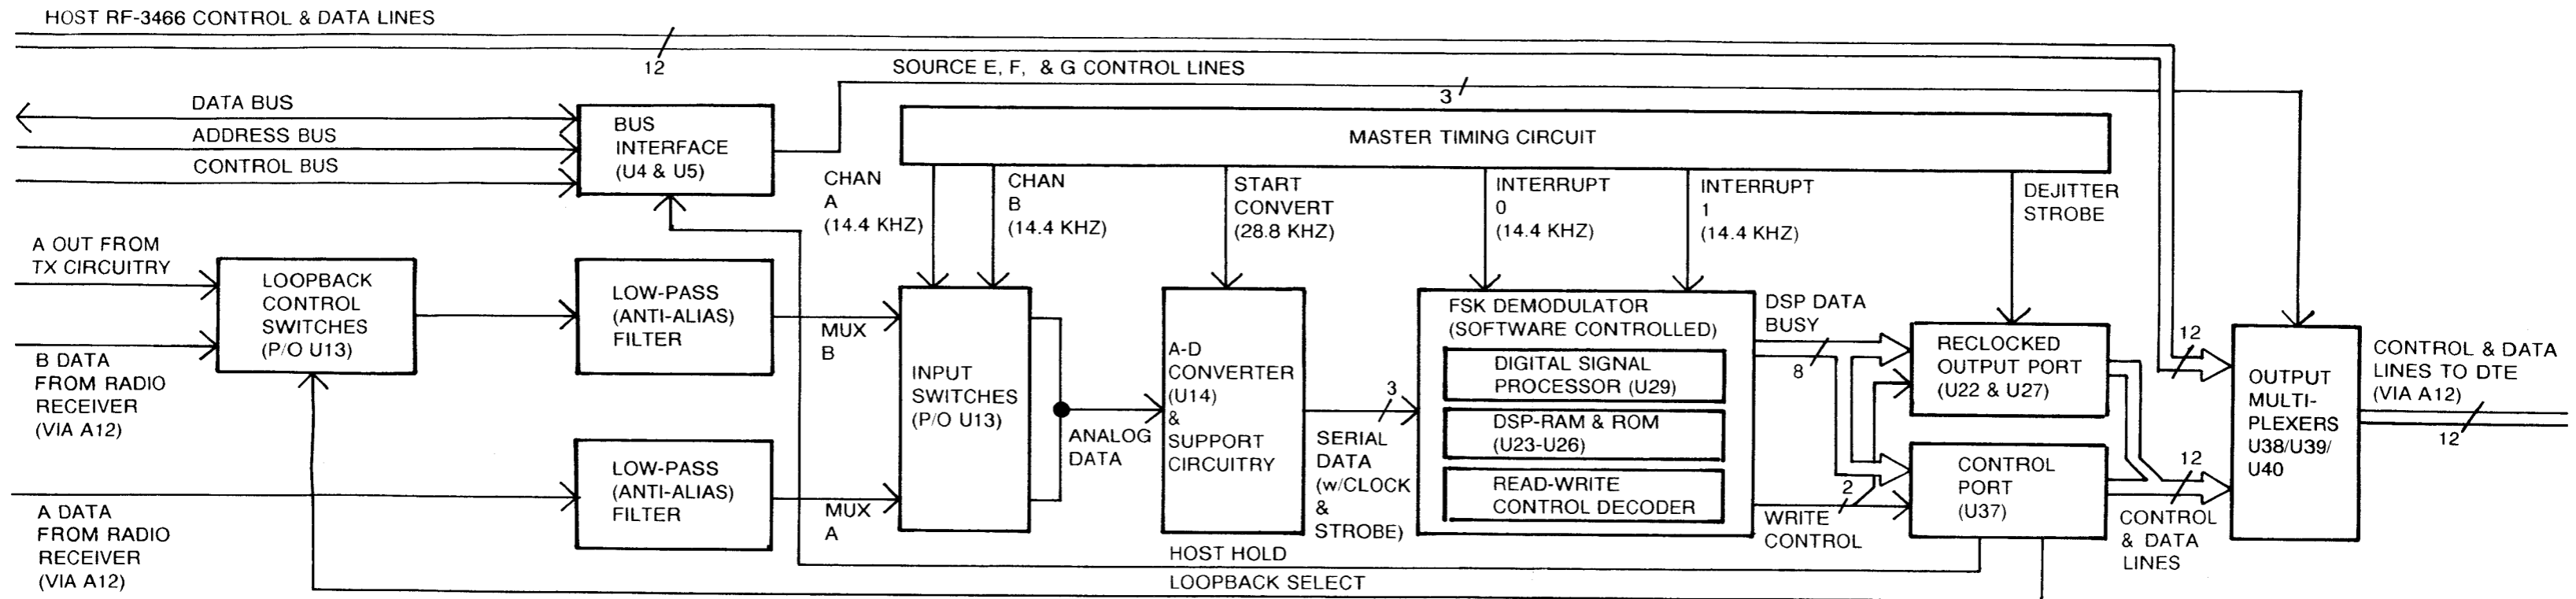 HOST RF-3466 CONTROL & DATA LINES
12
SOURCE E, F, & G CONTROL LINES
3
DATA BUS
ADDRESS BUS
CONTROL BUS
BUS
INTERFACE
(U4 & U5)
MASTER TIMING CIRCUIT
CHAN
A
(14.4 KHZ)
CHAN
B
(14.4 KHZ)
START
CONVERT
(28.8 KHZ)
INTERRUPT
0
(14.4 KHZ)
INTERRUPT
1
(14.4 KHZ)
DEJITTER
STROBE
A OUT FROM
TX CIRCUITRY
B DATA
FROM RADIO
RECEIVER
(VIA A12)
LOOPBACK
CONTROL
SWITCHES
(P/O U13)
LOW-PASS
(ANTI-ALIAS)
FILTER
MUX
B
A DATA
FROM RADIO
RECEIVER
(VIA A12)
LOW-PASS
(ANTI-ALIAS)
FILTER
MUX
A
INPUT
SWITCHES
(P/O U13)
ANALOG
DATA
A-D
CONVERTER
(U14)
&
SUPPORT
CIRCUITRY
3
SERIAL
DATA
(w/CLOCK
&
STROBE)
FSK DEMODULATOR
(SOFTWARE CONTROLLED)
DIGITAL SIGNAL
PROCESSOR (U29)
DSP-RAM & ROM
(U23-U26)
READ-WRITE
CONTROL DECODER
DSP DATA
BUSY
8
2
WRITE
CONTROL
RECLOCKED
OUTPUT PORT
(U22 & U27)
CONTROL
PORT
(U37)
12
12
CONTROL
& DATA
LINES
OUTPUT
MULTI-
PLEXERS
U38/U39/
U40
CONTROL & DATA
LINES TO DTE
(VIA A12)
12
HOST HOLD
LOOPBACK SELECT